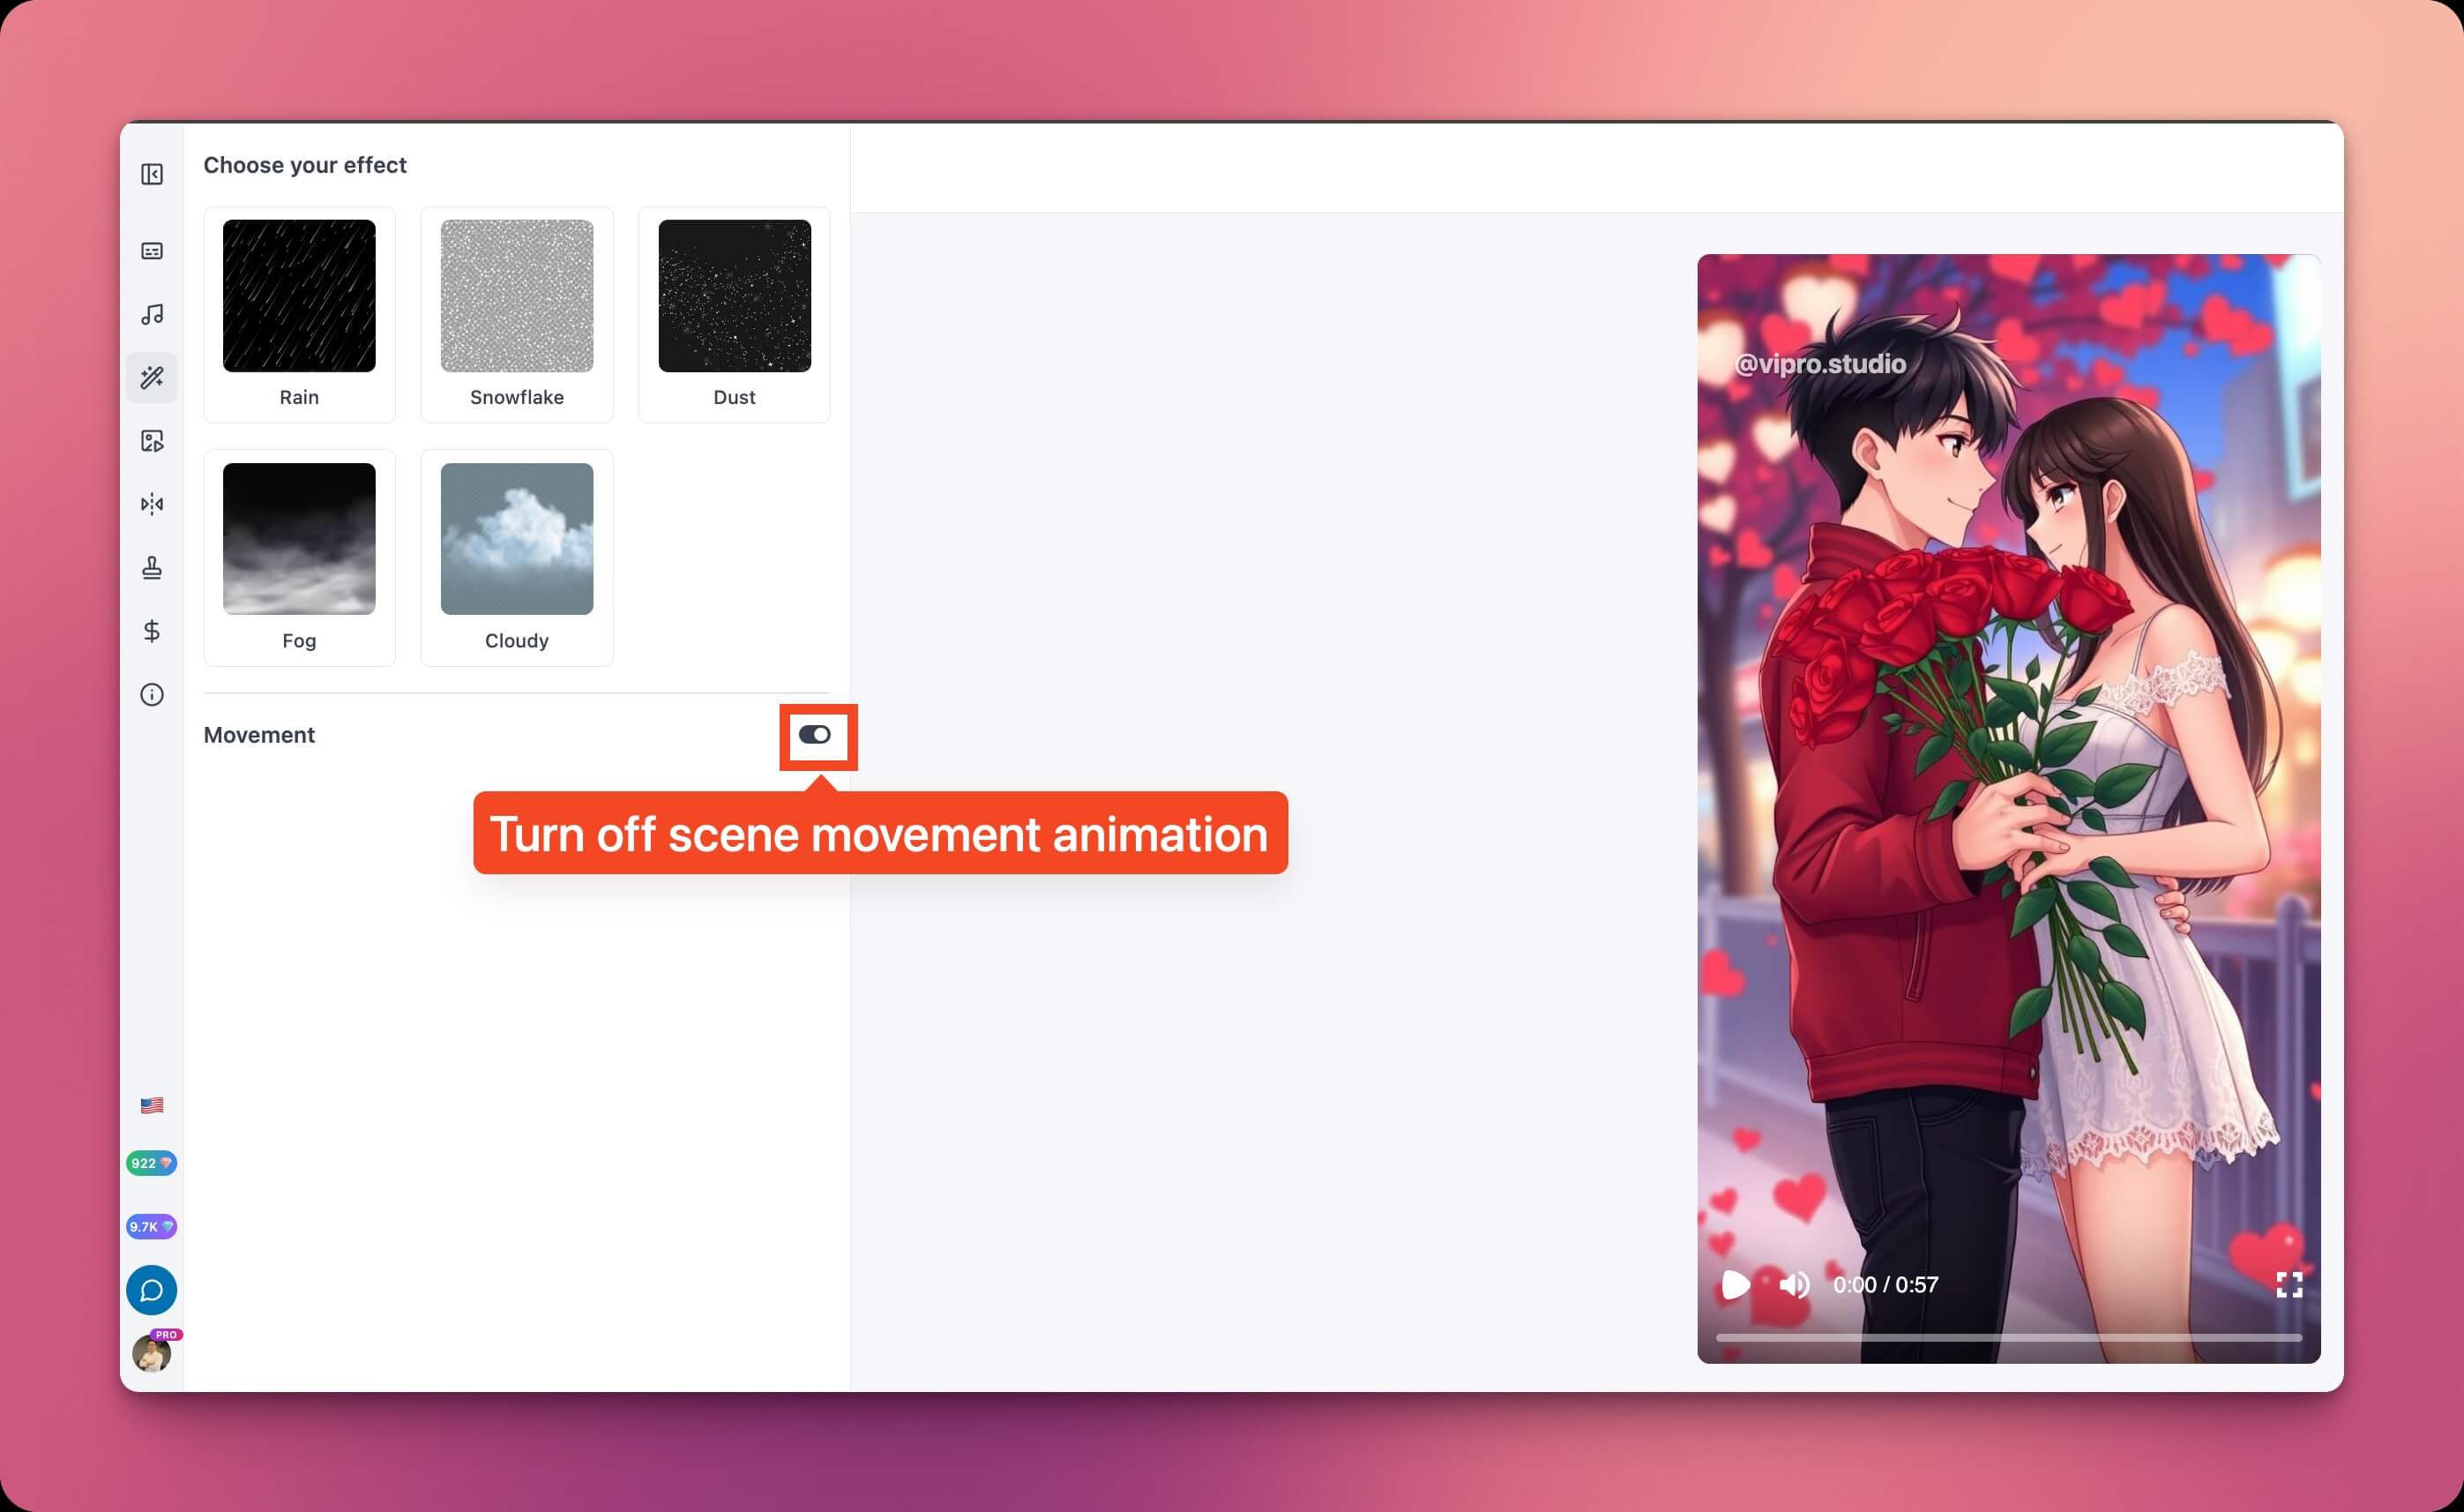 Choose your effect
Rain
Snowflake
Dust
Fog
Cloudy
Movement
Turn off scene movement animation
922
9.7K
PRO
@vipro.studio
0:00 / 0:57